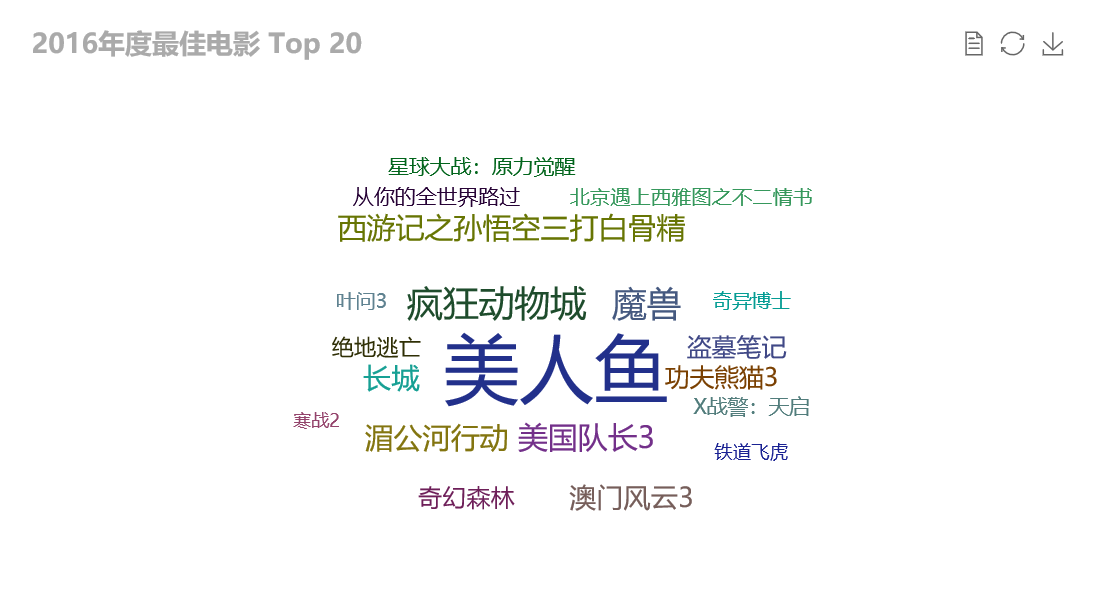 2016年度最佳电影 Top 20
星球大战：原力觉醒
从你的全世界路过
北京遇上西雅图之不二情书
西游记之孙悟空三打白骨精
叶问3
疯狂动物城
魔兽
奇异博士
绝地逃亡
美人鱼
盗墓笔记
长城
功夫熊猫3
X战警：天启
寒战2
湄公河行动
美国队长3
铁道飞虎
奇幻森林
澳门风云3